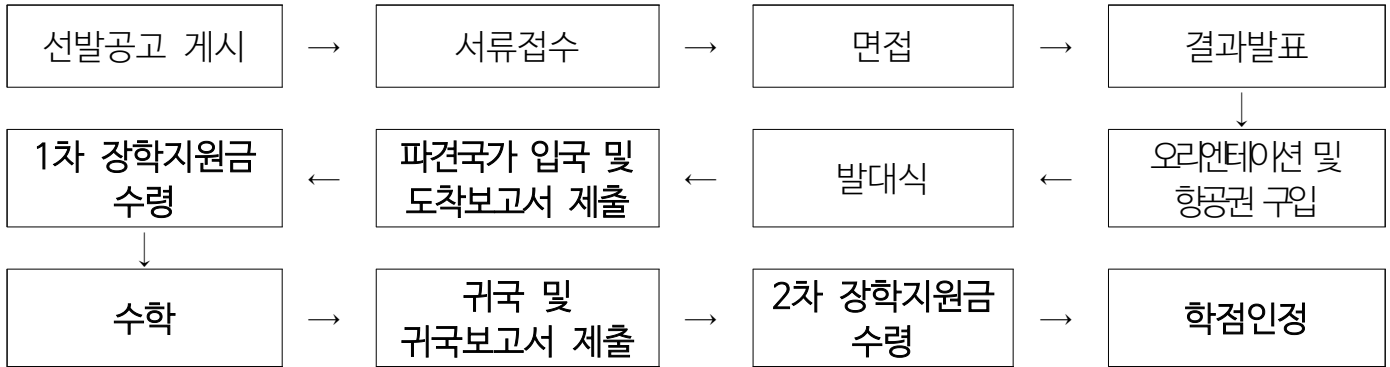 선발공고 게시 → 서류접수 → 면접 → 결과발표
↓
1차 장학지원금 수령 ← 파견국가 입국 및 도착보고서 제출 ← 발대식 ← 오리엔테이션 및 항공권 구입
↓
수학 → 귀국 및 귀국보고서 제출 → 2차 장학지원금 수령 → 학점인정